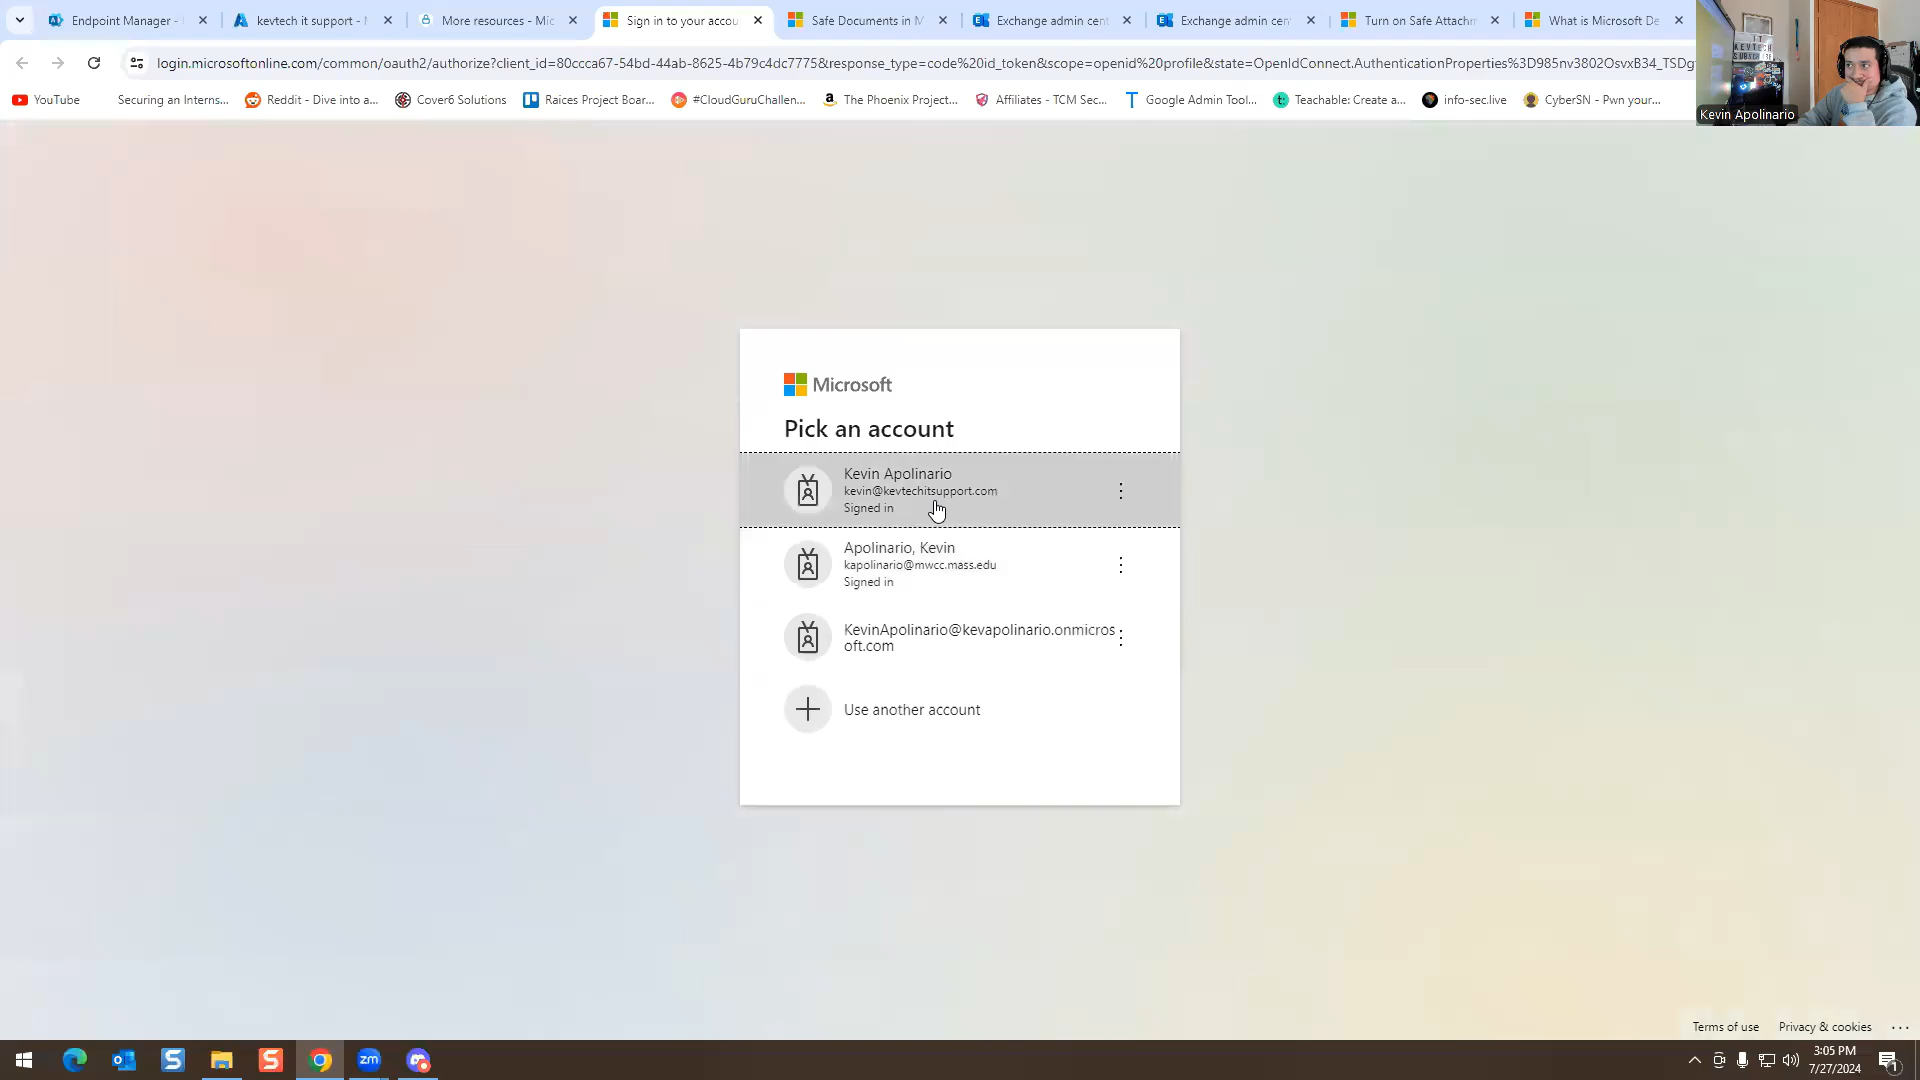 Endpoint Manager -
kevtech it support -
More resources - Mic
Sign in to your accou
Safe Documents in M
Exchange admin cent
Exchange admin cen
Turn on Safe Attachm
What is Microsoft De
login.microsoftonline.com/common/oauth2/authorize?client_id=80ccca67-54bd-44ab-8625-4b79c4dc7775&response_type=code%20id_token&scope=openid%20profile&state=OpenIdConnect.AuthenticationProperties%3D985nv3802OsvxB34_TSDg
YouTube
Securing an Interns...
Reddit - Dive into a...
Cover6 Solutions
Raices Project Boar...
#CloudGuruChallen...
The Phoenix Project...
Affiliates - TCM Sec...
Google Admin Tool...
Teachable: Create a...
info-sec.live
CyberSN - Pwn your...
KEVTECH
Kevin Apolinario
Microsoft
Pick an account
Kevin Apolinario
kevin@kevtechitsupport.com
Signed in
Apolinario, Kevin
kapolinario@mwcc.mass.edu
Signed in
KevinApolinario@kevapolinario.onmicros
oft.com
Use another account
Terms of use
Privacy & cookies
zm
3:05 PM
7/27/2024
1